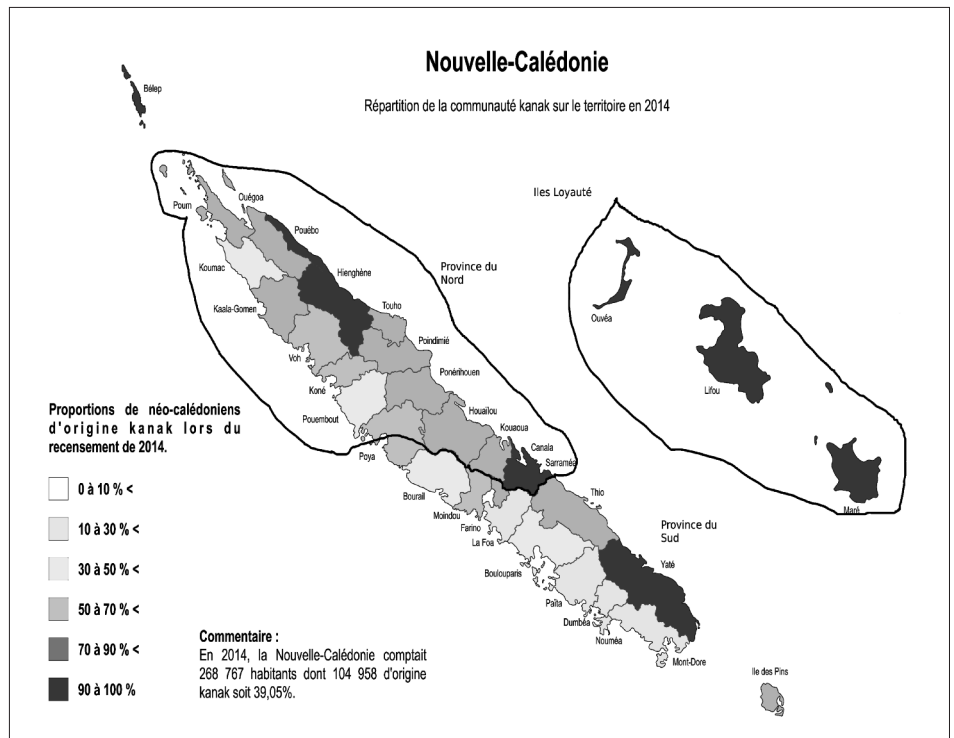 Nouvelle-Calédonie
Répartition de la communauté kanak sur le territoire en 2014
Bélep
Poum
Ouégoa
Pouébo
Koumac
Hienghène
Kaala-Gomen
Touho
Province du
Nord
Poindimié
Voh
Ponérihouen
Koné
Pouembout
Houaïlou
Kouaoua
Canala
Sarraméa
Poya
Bourail
Thio
Moindou
Farino
La Foa
Province du
Sud
Boulouparis
Yaté
Païta
Dumbéa
Nouméa
Mont-Dore
Ile des Pins
Iles Loyauté
Ouvéa
Lifou
Maré
Proportions de néo-calédoniens
d'origine kanak lors du
recensement de 2014.
0 à 10 % <
10 à 30 % <
30 à 50 % <
50 à 70 % <
70 à 90 % <
90 à 100 %
Commentaire :
En 2014, la Nouvelle-Calédonie comptait
268 767 habitants dont 104 958 d'origine
kanak soit 39,05%.